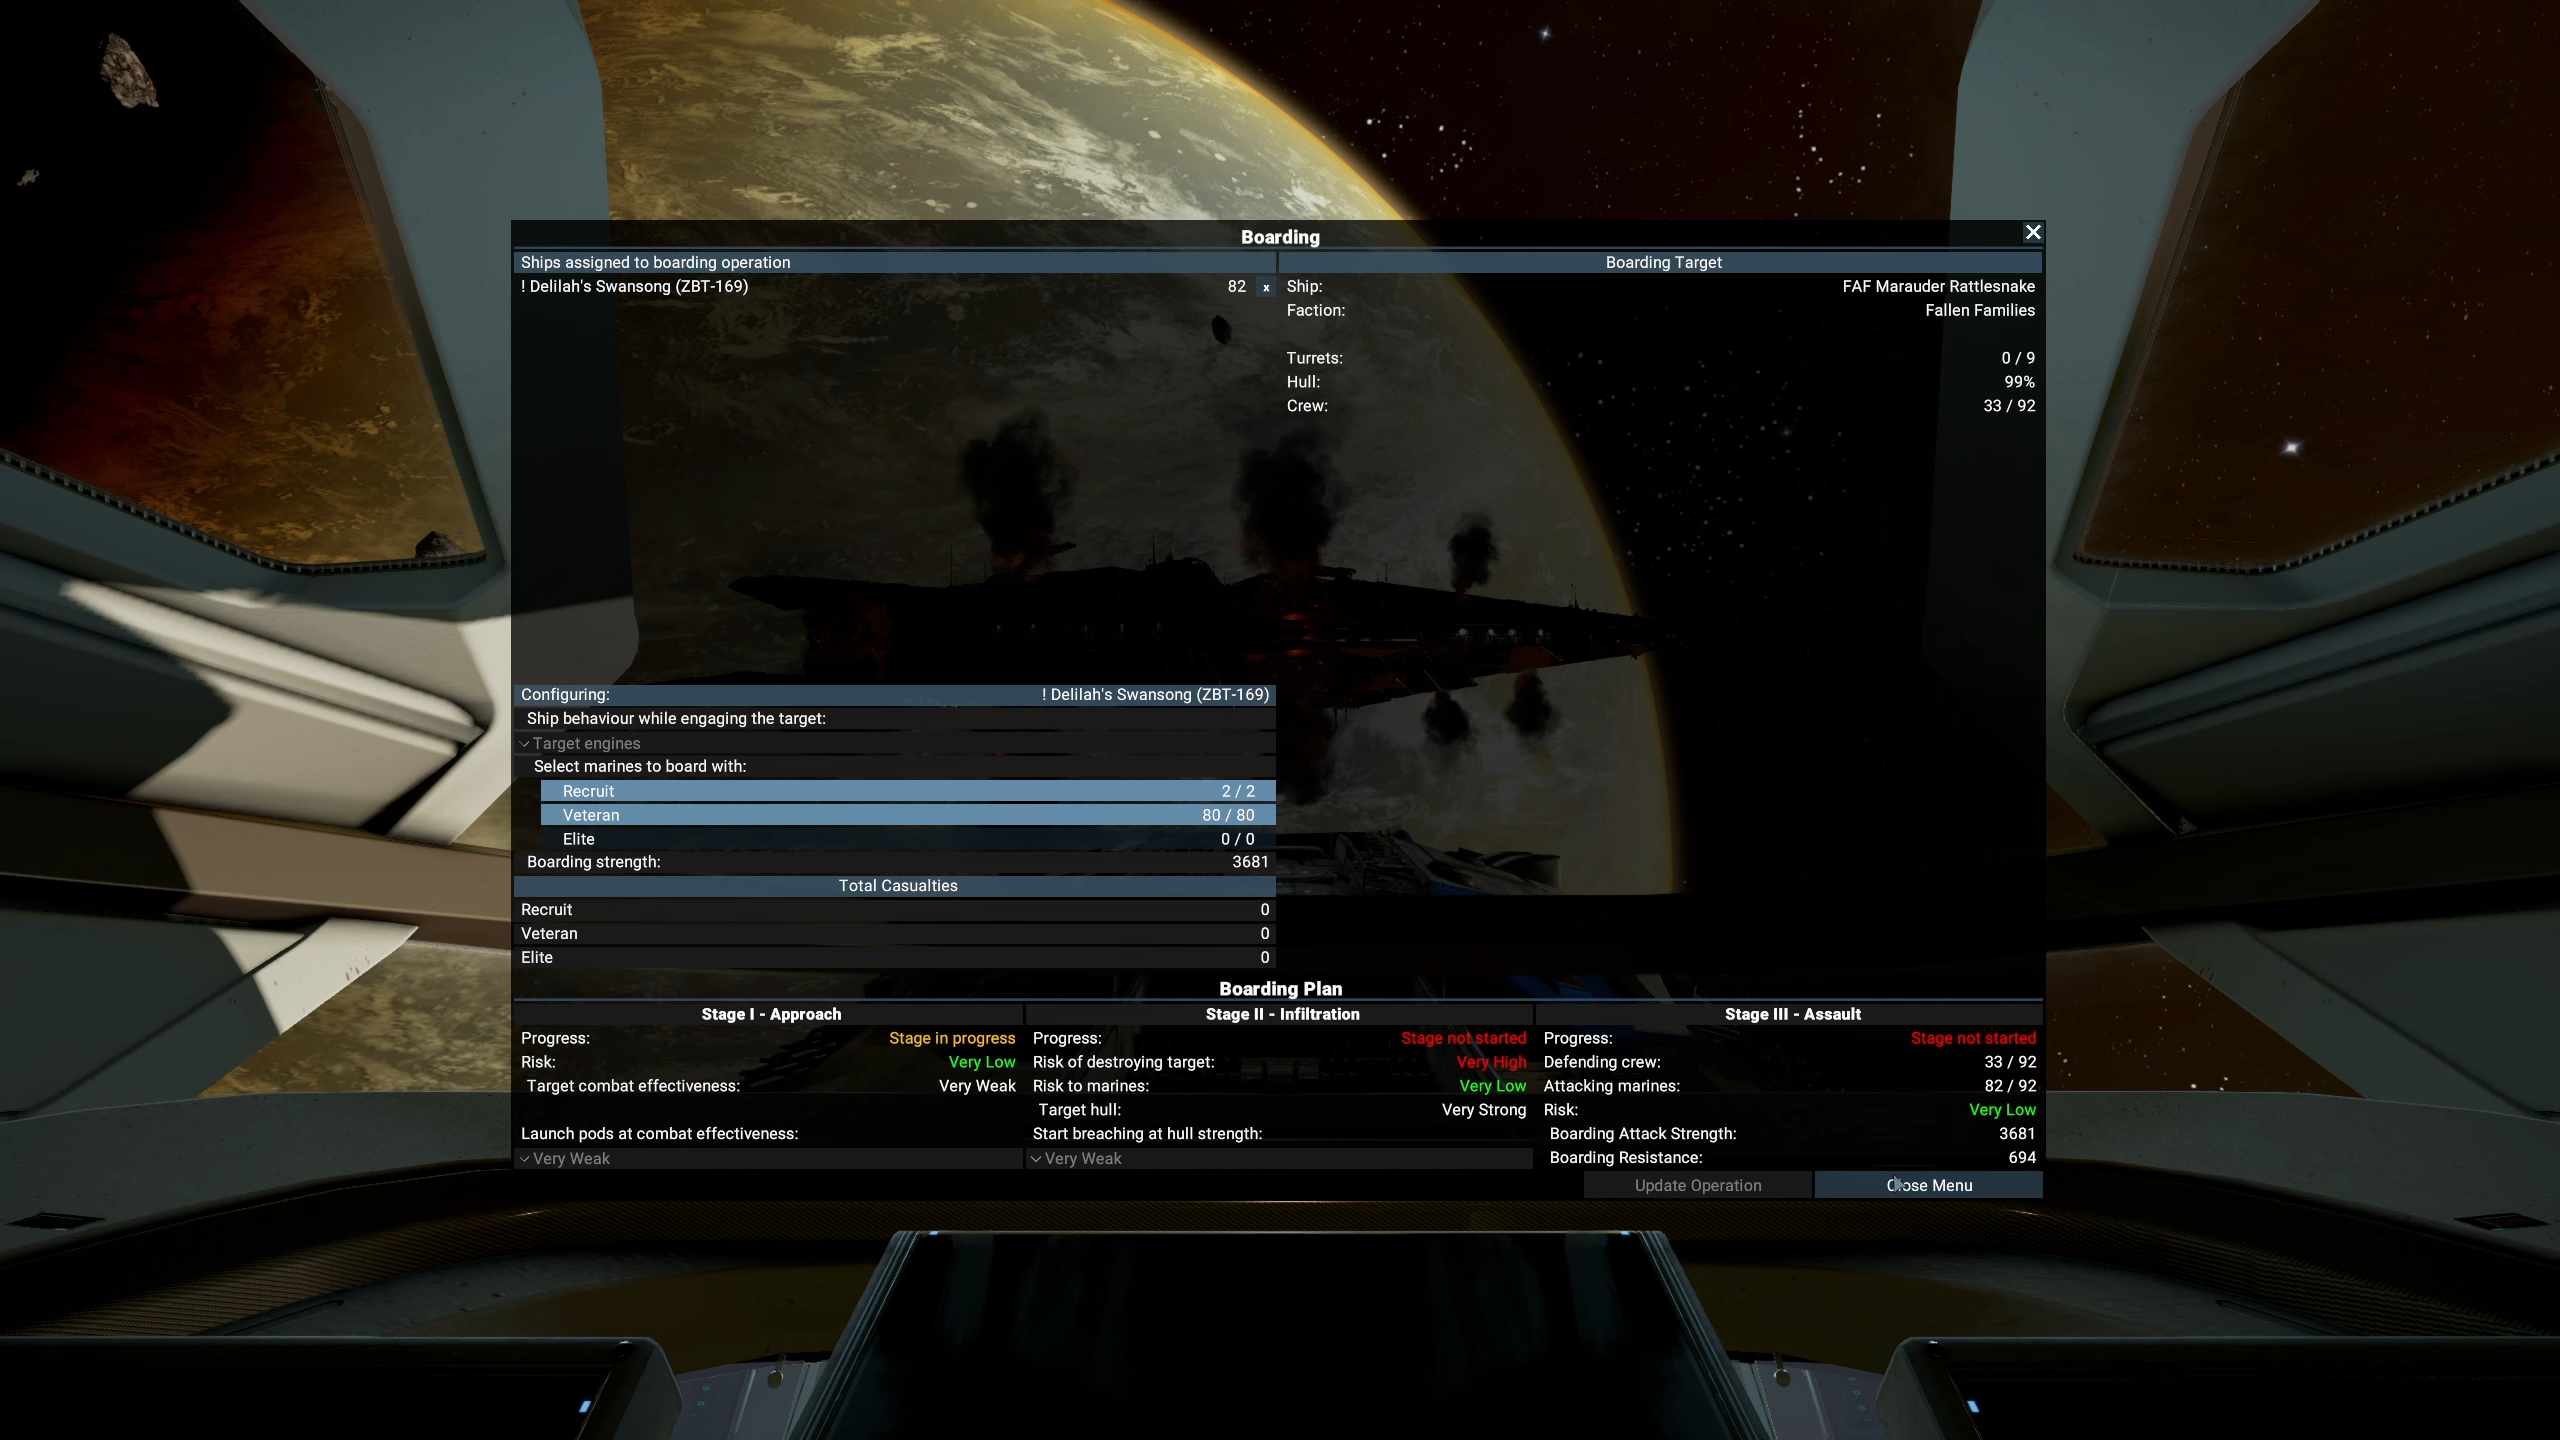 Boarding
Ships assigned to boarding operation
! Delilah's Swansong (ZBT-169) 82 x
Boarding Target
Ship: FAF Marauder Rattlesnake
Faction: Fallen Families
Turrets: 0 / 9
Hull: 99%
Crew: 33 / 92
Configuring: ! Delilah's Swansong (ZBT-169)
Ship behaviour while engaging the target:
Target engines
Select marines to board with:
Recruit 2 / 2
Veteran 80 / 80
Elite 0 / 0
Boarding strength: 3681
Total Casualties
Recruit 0
Veteran 0
Elite 0
Boarding Plan
Stage I - Approach
Progress: Stage in progress
Risk: Very Low
Target combat effectiveness: Very Weak
Launch pods at combat effectiveness:
Very Weak
Stage II - Infiltration
Progress: Stage not started
Risk of destroying target: Very High
Risk to marines: Very Low
Target hull: Very Strong
Start breaching at hull strength:
Very Weak
Stage III - Assault
Progress: Stage not started
Defending crew: 33 / 92
Attacking marines: 82 / 92
Risk: Very Low
Boarding Attack Strength: 3681
Boarding Resistance: 694
Update Operation
Close Menu